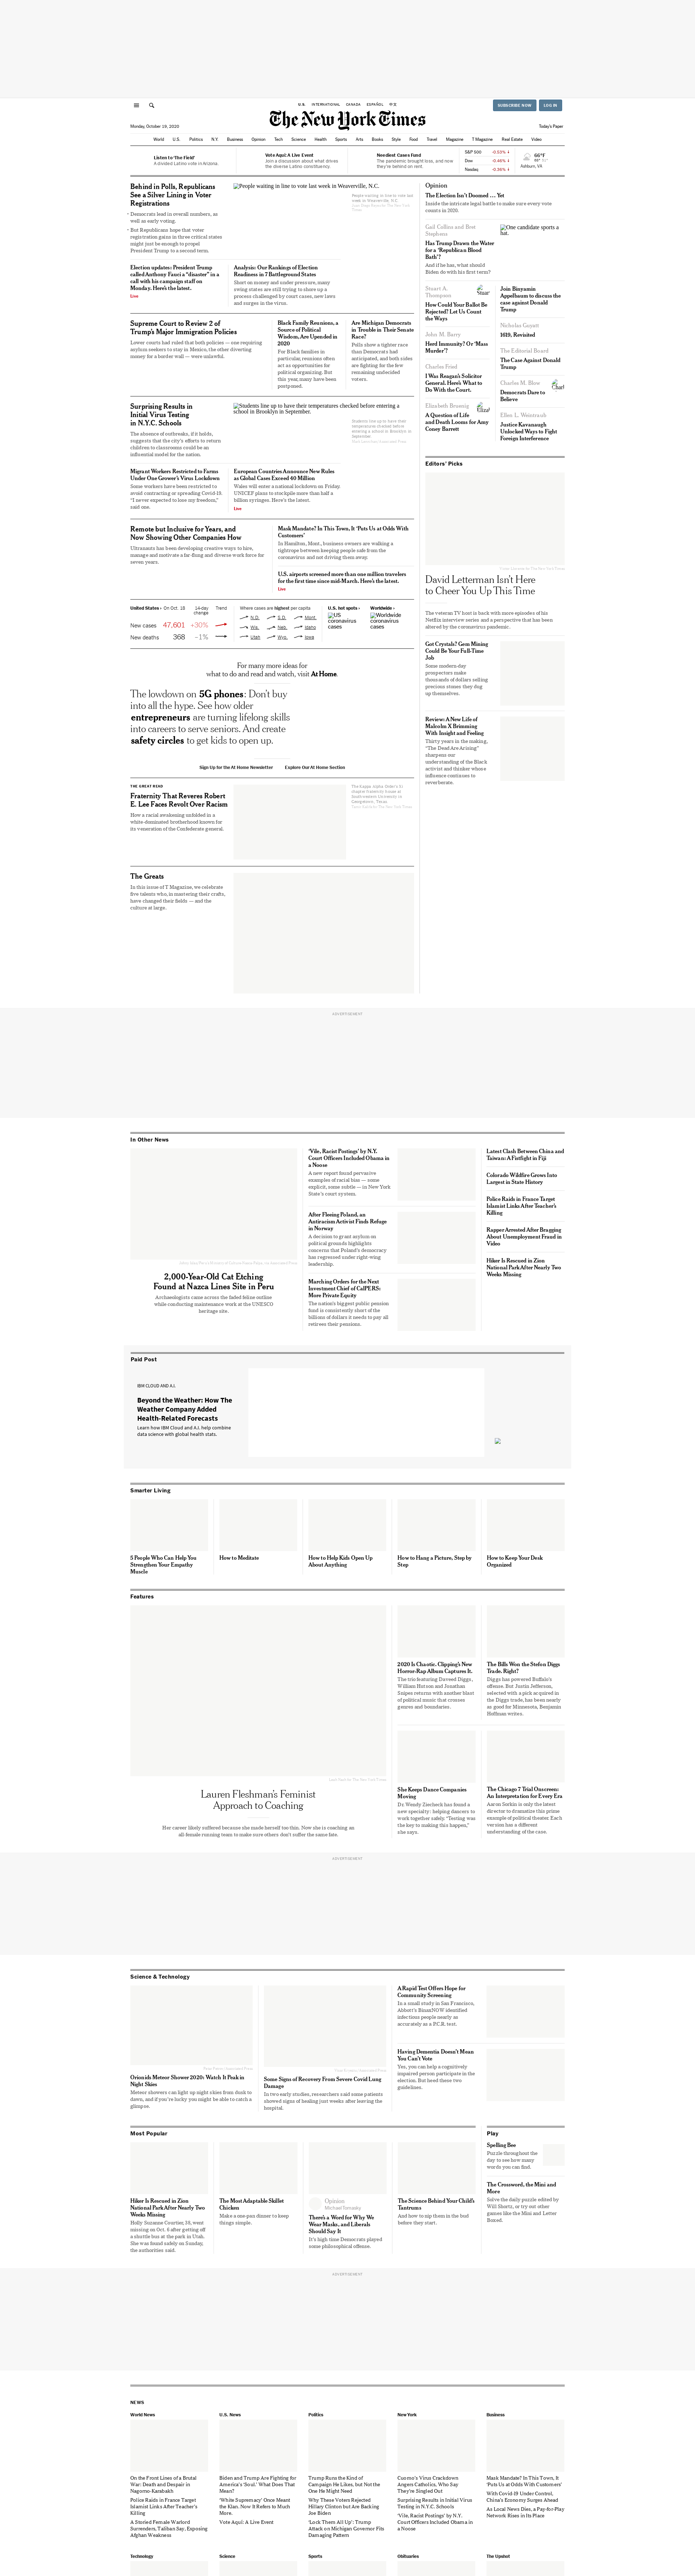 U.S. INTERNATIONAL CANADA ESPAÑOL 中文
SUBSCRIBE NOW LOG IN
The New York Times
Monday, October 19, 2020
Today's Paper
World U.S. Politics N.Y. Business Opinion Tech Science Health Sports Arts Books Style Food Travel Magazine T Magazine Real Estate Video
Listen to 'The Field'
A divided Latino vote in Arizona.
Vote Aquí: A Live Event
Join a discussion about what drives
the diverse Latino constituency.
Nordicst Cases Fund
S&P 500 -0.53% ↓
Dow -0.46% ↓
Nasdaq -0.36% ↓
66°F
Ashburn, VA
Behind in Polls, Republicans
See a Silver Lining in Voter
Registrations
Democrats lead in overall numbers, as
well as early voting.
But Republicans hope that voter
registration gains in three critical states
might just be enough to propel
President Trump to a second term.
People waiting in line to vote last week in Weaverville, N.C.
People waiting in line to vote last
week in Weaverville, N.C.
Election updates: President Trump
called Anthony Fauci a "disaster" in a
call with his campaign staff on
Monday. Here's the latest.
Live
Analysis: Our Rankings of Election
Readiness in 7 Battleground States
Short on money and under pressure, many
swing states are still trying to shape up a
process challenged by court cases, new laws
and surges in the virus.
Supreme Court to Review 2 of
Trump's Major Immigration Policies
Lower courts had ruled that both policies — one requiring
asylum seekers to stay in Mexico, the other diverting
money for a border wall — were unlawful.
Black Family Reunions, a
Source of Political
Wisdom, Are Upended in
2020
For Black families in
particular, reunions often
act as opportunities for
political organizing. But
this year, many have been
postponed.
Are Michigan Democrats
in Trouble in Their Senate
Race?
Polls show a tighter race
than Democrats had
anticipated, and both sides
are fighting for the few
remaining undecided
voters.
Surprising Results in
Initial Virus Testing
in N.Y.C. Schools
The absence of outbreaks, if it holds,
suggests that this city's efforts to return
children to classrooms could be an
influential model for the nation.
Students line up to have their temperatures checked before entering a
school in Brooklyn in September.
Students line up to have their
temperatures checked before
entering a school in Brooklyn in
September.
Migrant Workers Restricted to Farms
Under One Grower's Virus Lockdown
Some workers have been restricted to
avoid contracting or spreading Covid-19.
"I never expected to lose my freedom,"
said one.
European Countries Announce New Rules
as Global Cases Exceed 40 Million
Wales will enter a national lockdown on Friday.
UNICEF plans to stockpile more than half a
billion syringes. Here's the latest.
Live
Remote but Inclusive for Years, and
Now Showing Other Companies How
Ultranauts has been developing creative ways to hire,
manage and motivate a far-flung and diverse work force for
seven years.
Mask Mandate? In This Town, It 'Puts Us at Odds With
Customers'
In Hamilton, Mont., business owners are walking a
tightrope between keeping people safe from the
coronavirus and not driving them away.
U.S. airports screened more than one million travelers
for the first time since mid-March. Here's the latest.
Live
United States › On Oct. 18 14-day change Trend
New cases 47,601 +30%
New deaths 368 –1%
Where cases are highest per capita
N.D. S.D. Mont.
Wis. Neb. Idaho
Utah Wyo. Iowa
U.S. hot spots ›
US coronavirus cases
Worldwide ›
Worldwide coronavirus cases
For many more ideas for
what to do and read and watch, visit At Home.
The lowdown on 5G phones: Don't buy
into all the hype. See how older
entrepreneurs are turning lifelong skills
into careers to serve seniors. And create
safety circles to get kids to open up.
Sign Up for the At Home Newsletter Explore Our At Home Section
THE GREAT READ
Fraternity That Reveres Robert
E. Lee Faces Revolt Over Racism
How a racial awakening unfolded in a
white-dominated brotherhood known for
its veneration of the Confederate general.
The Kappa Alpha Order's Xi
Chapter fraternity house at
Southwestern University in
Georgetown, Texas.
The Greats
In this issue of T Magazine, we celebrate
five talents who, in mastering their crafts,
have changed their fields — and the
culture at large.
Opinion
The Election Isn't Doomed … Yet
Inside the intricate legal battle to make sure every vote
counts in 2020.
Gail Collins and Bret
Stephens
Has Trump Drawn the Water
for a 'Republican Blood
Bath'?
And if he has, what should
Biden do with his first term?
One candidate sports a
hat.
Stuart A.
Thompson
How Could Your Ballot Be
Rejected? Let Us Count
the Ways
Join Binyamin
Appelbaum to discuss the
case against Donald
Trump
John M. Barry
Herd Immunity? Or 'Mass
Murder'?
Nicholas Guyatt
1619, Revisited
Charles Fried
I Was Reagan's Solicitor
General. Here's What to
Do With the Court.
The Editorial Board
The Case Against Donald
Trump
Charles M. Blow
Democrats Dare to
Believe
Elizabeth Bruenig
A Question of Life
and Death Looms for Amy
Coney Barrett
Ellen L. Weintraub
Justice Kavanaugh
Unlocked Ways to Fight
Foreign Interference
Editors' Picks
David Letterman Isn't Here
to Cheer You Up This Time
The veteran TV host is back with more episodes of his
Netflix interview series and a perspective that has been
altered by the coronavirus pandemic.
Got Crystals? Gem Mining
Could Be Your Full-Time
Job
Some modern-day
prospectors make
thousands of dollars selling
precious stones they dug
up themselves.
Review: A New Life of
Malcolm X Brimming
With Insight and Feeling
Thirty years in the making,
"The Dead Are Arising"
sharpens our
understanding of the Black
activist and thinker whose
influence continues to
reverberate.
ADVERTISEMENT
In Other News
2,000-Year-Old Cat Etching
Found at Nazca Lines Site in Peru
Archaeologists came across the faded feline outline
while conducting maintenance work at the UNESCO
heritage site.
'Vile, Racist Postings' by N.Y.
Court Officers Included Obama in
a Noose
A new report found pervasive
examples of racial bias — some
explicit, some subtle — in New York
State's court system.
After Fleeing Poland, an
Antiracism Activist Finds Refuge
in Norway
A decision to grant asylum on
political grounds highlights
concerns that Poland's democracy
has regressed under right-wing
leadership.
Marching Orders for the Next
Investment Chief of CalPERS:
More Private Equity
The nation's biggest public pension
fund is consistently short of the
billions of dollars it needs to pay all
retirees their pensions.
Latest Clash Between China and
Taiwan: A Fistfight in Fiji
Colorado Wildfire Grows Into
Largest in State History
Police Raids in France Target
Islamist Links After Teacher's
Killing
Rapper Arrested After Bragging
About Unemployment Fraud in
Video
Hiker Is Rescued in Zion
National Park After Nearly Two
Weeks Missing
Paid Post
IBM CLOUD AND A.I.
Beyond the Weather: How The
Weather Company Added
Health-Related Forecasts
Learn how IBM Cloud and A.I. help combine
data science with global health stats.
Smarter Living
5 People Who Can Help You
Strengthen Your Empathy
Muscle
How to Meditate
How to Help Kids Open Up
About Anything
How to Hang a Picture, Step by
Step
How to Keep Your Desk
Organized
Features
Lauren Fleshman's Feminist
Approach to Coaching
Her career likely suffered because she made herself too thin. Now she is coaching an
all-female running team to make sure others don't suffer the same fate.
2020 Is Chaotic. Clipping's New
Horror-Rap Album Captures It.
The trio featuring Daveed Diggs,
William Hutson and Jonathan
Snipes returns with another blast
of political music that crosses
genres and boundaries.
The Bills Won the Stefon Diggs
Trade. Right?
Diggs has powered Buffalo's
offense. But Justin Jefferson,
selected with a pick acquired in
the Diggs trade, has been nearly
as good for Minnesota, Benjamin
Hoffman writes.
She Keeps Dance Companies
Moving
Dr. Wendy Ziecheck has found a
new specialty: helping dancers to
work together safely. "Testing was
the key to making this happen,"
she says.
The Chicago 7 Trial Onscreen:
An Interpretation for Every Era
Aaron Sorkin is only the latest
director to dramatize this prime
example of political theater. Each
version has a different
understanding of the case.
ADVERTISEMENT
Science & Technology
Orionids Meteor Shower 2020: Watch It Peak in
Night Skies
Meteor showers can light up night skies from dusk to
dawn, and if you're lucky you might be able to catch a
glimpse.
Some Signs of Recovery From Severe Covid Lung
Damage
In two early studies, researchers said some patients
showed signs of healing just weeks after leaving the
hospital.
A Rapid Test Offers Hope for
Community Screening
In a small study in San Francisco,
Abbott's BinaxNOW identified
infectious people nearly as
accurately as a P.C.R. test.
Having Dementia Doesn't Mean
You Can't Vote
Yes, you can help a cognitively
impaired person participate in the
election. But heed these two
guidelines.
Most Popular
Hiker Is Rescued in Zion
National Park After Nearly Two
Weeks Missing
Holly Suzanne Courtier, 38, went
missing on Oct. 6 after getting off
a shuttle bus at the park in Utah.
She was found safely on Sunday,
the authorities said.
The Most Adaptable Skillet
Chicken
Make a one-pan dinner to keep
things simple.
Opinion
Michael Tomasky
There's a Word for Why We
Wear Masks, and Liberals
Should Say It
It's high time Democrats played
some philosophical offense.
The Science Behind Your Child's
Tantrums
And how to nip them in the bud
before they start.
Play
Spelling Bee
Puzzle throughout the
day to see how many
words you can find.
The Crossword, the Mini and
More
Solve the daily puzzle edited by
Will Shortz, or try out other
games like the Mini and Letter
Boxed.
ADVERTISEMENT
NEWS
World News
On the Front Lines of a Brutal
War: Death and Despair in
Nagorno-Karabakh
Police Raids in France Target
Islamist Links After Teacher's
Killing
A Storied Female Warlord
Surrenders, Taliban Say, Exposing
Afghan Weakness
U.S. News
Biden and Trump Are Fighting for
America's 'Soul.' What Does That
Mean?
'White Supremacy' Once Meant
the Klan. Now It Refers to Much
More.
Vote Aquí: A Live Event
Politics
Trump Runs the Kind of
Campaign He Likes, but Not the
One He Might Need
Why These Voters Rejected
Hillary Clinton but Are Backing
Joe Biden
'Lock Them All Up': Trump
Attack on Michigan Governor Fits
Damaging Pattern
New York
Cuomo's Virus Crackdown
Angers Catholics, Who Say
They're Singled Out
Surprising Results in Initial Virus
Testing in N.Y.C. Schools
'Vile, Racist Postings' by N.Y.
Court Officers Included Obama in
a Noose
Business
Mask Mandate? In This Town, It
'Puts Us at Odds With Customers'
With Covid-19 Under Control,
China's Economy Surges Ahead
As Local News Dies, a Pay-for-Play
Network Rises in Its Place
Technology Science Sports Obituaries The Upshot